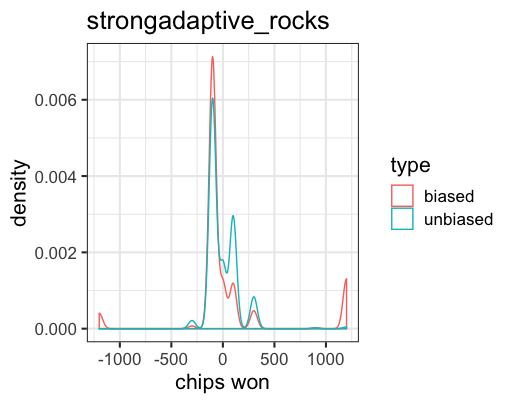 strongadaptive_rocks
density
0.006
0.004
0.002
0.000
-1000
-500
0
500
1000
chips won
type
biased
unbiased